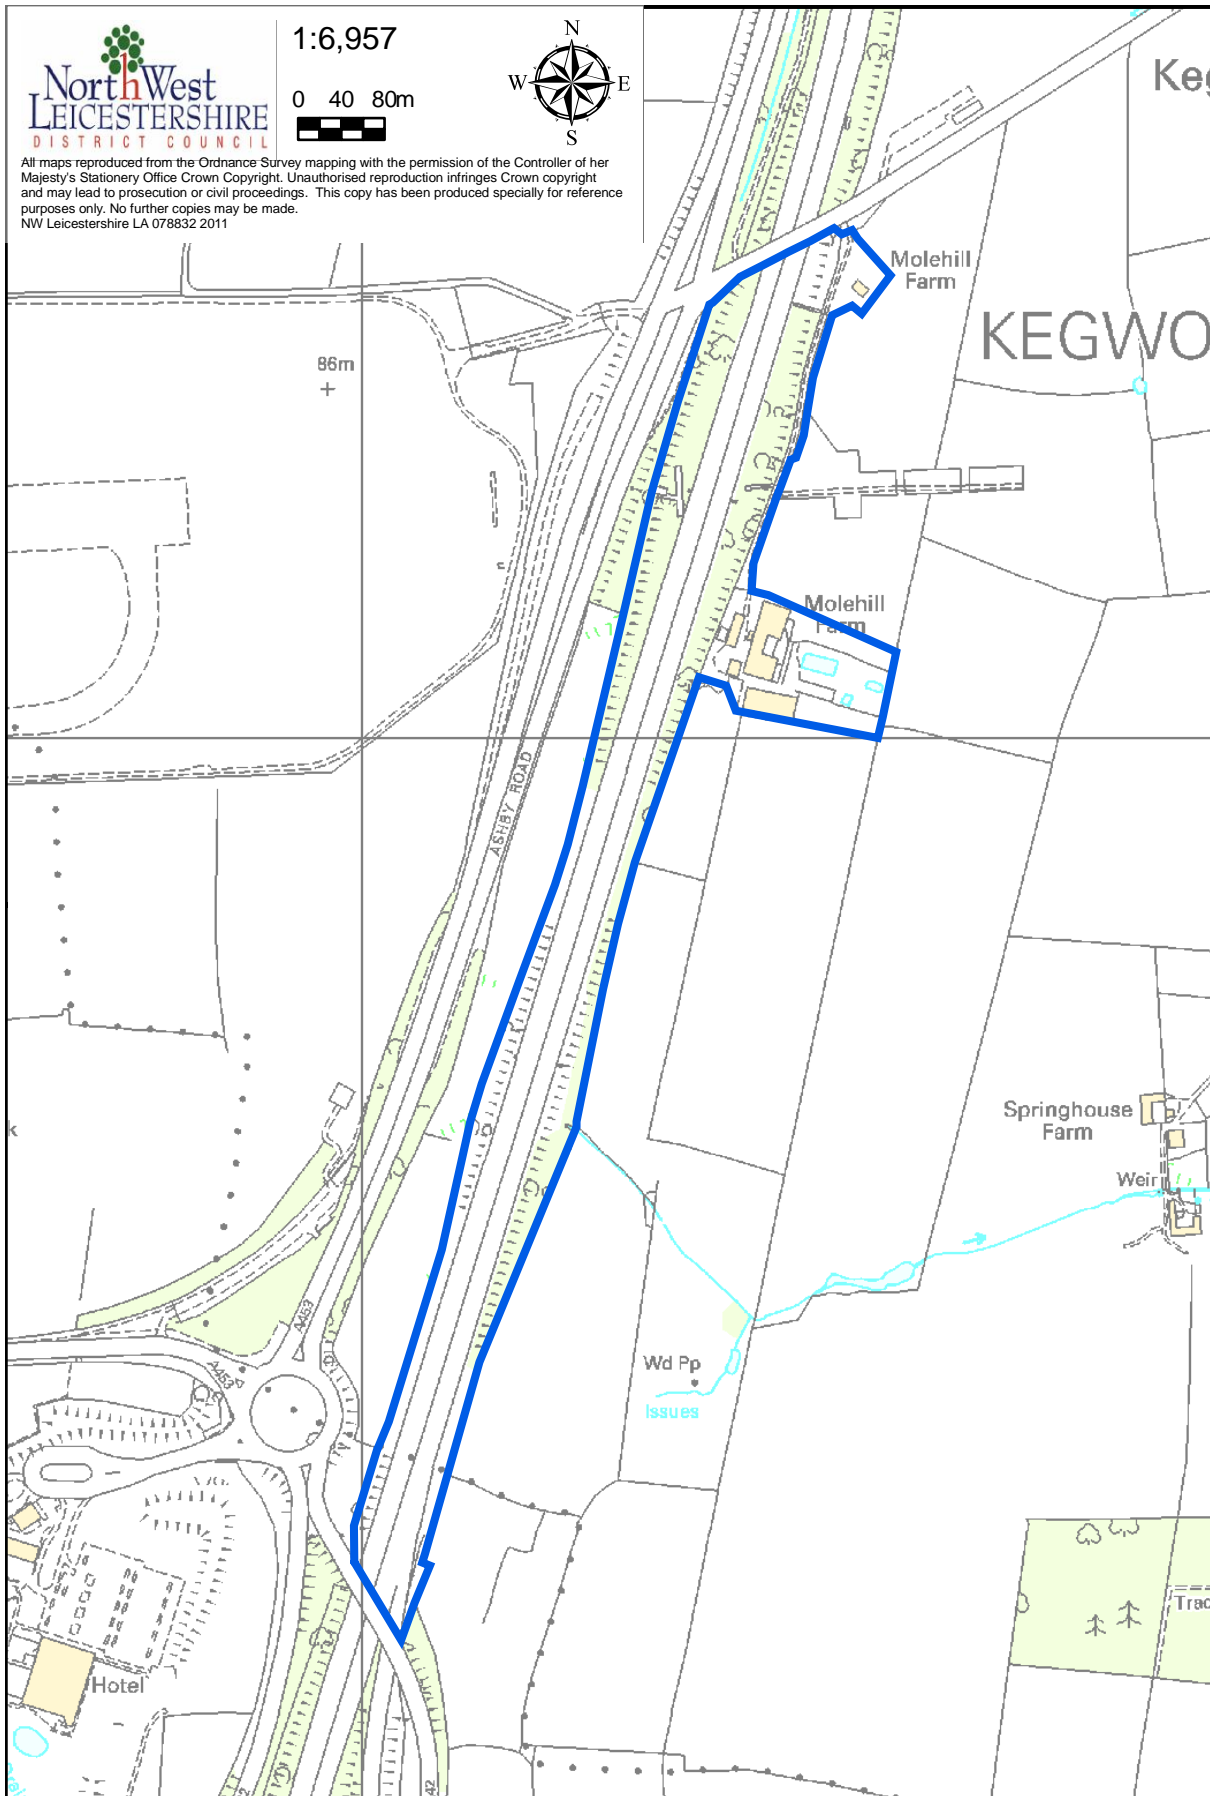 NorthWest
LEICESTERSHIRE
DISTRICT COUNCIL
1:6,957
0 40 80m
N
W E
S
All maps reproduced from the Ordnance Survey mapping with the permission of the Controller of her
Majesty's Stationery Office Crown Copyright. Unauthorised reproduction infringes Crown copyright
and may lead to prosecution or civil proceedings. This copy has been produced specially for reference
purposes only. No further copies may be made.
NW Leicestershire LA 078832 2011
Keg
Molehill
Farm
KEGWO
86m
Molehill
Farm
ASHBY ROAD
Springhouse
Farm
k
Weir
A453
A453
Wd Pp
Issues
Trac
Hotel
42